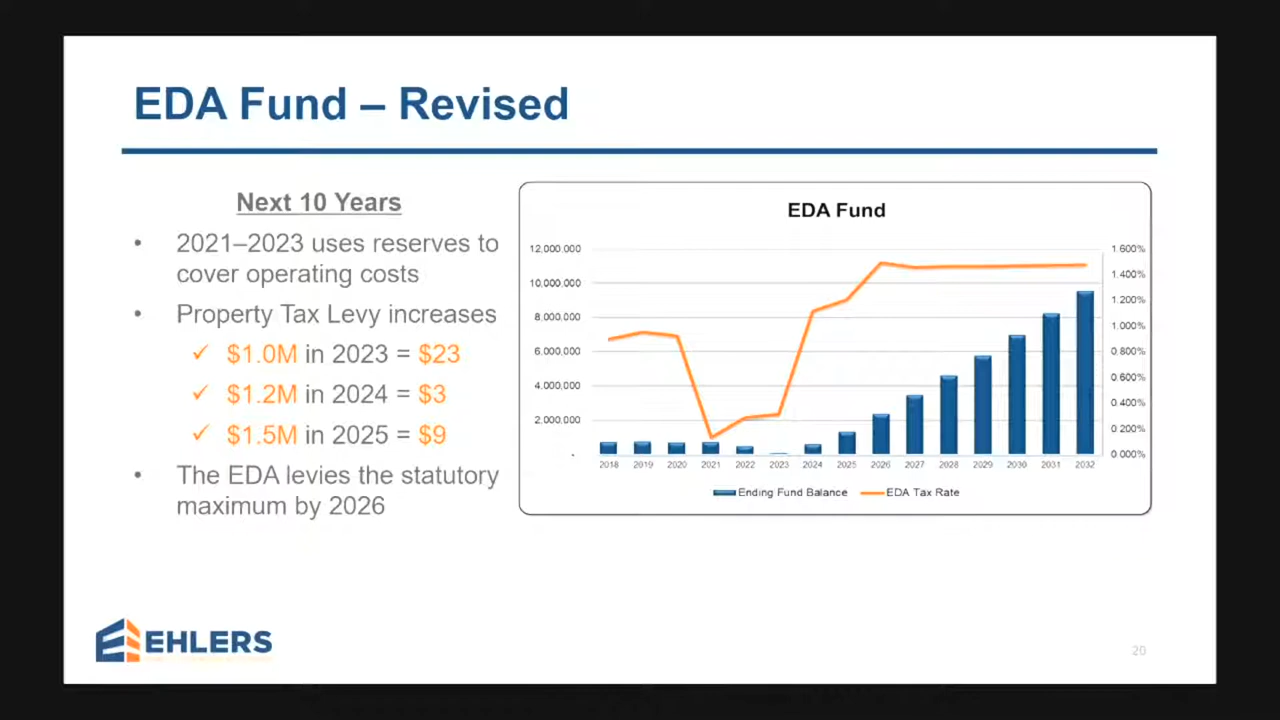 EDA Fund – Revised
Next 10 Years
• 2021–2023 uses reserves to
cover operating costs
• Property Tax Levy increases
✓ $1.0M in 2023 = $23
✓ $1.2M in 2024 = $3
✓ $1.5M in 2025 = $9
• The EDA levies the statutory
maximum by 2026
EDA Fund
12,000,000
10,000,000
8,000,000
6,000,000
4,000,000
2,000,000
-
1.600%
1.400%
1.200%
1.000%
0.800%
0.600%
0.400%
0.200%
0.000%
2018 2019 2020 2021 2022 2023 2024 2025 2026 2027 2028 2029 2030 2031 2032
Ending Fund Balance EDA Tax Rate
EHLERS
20